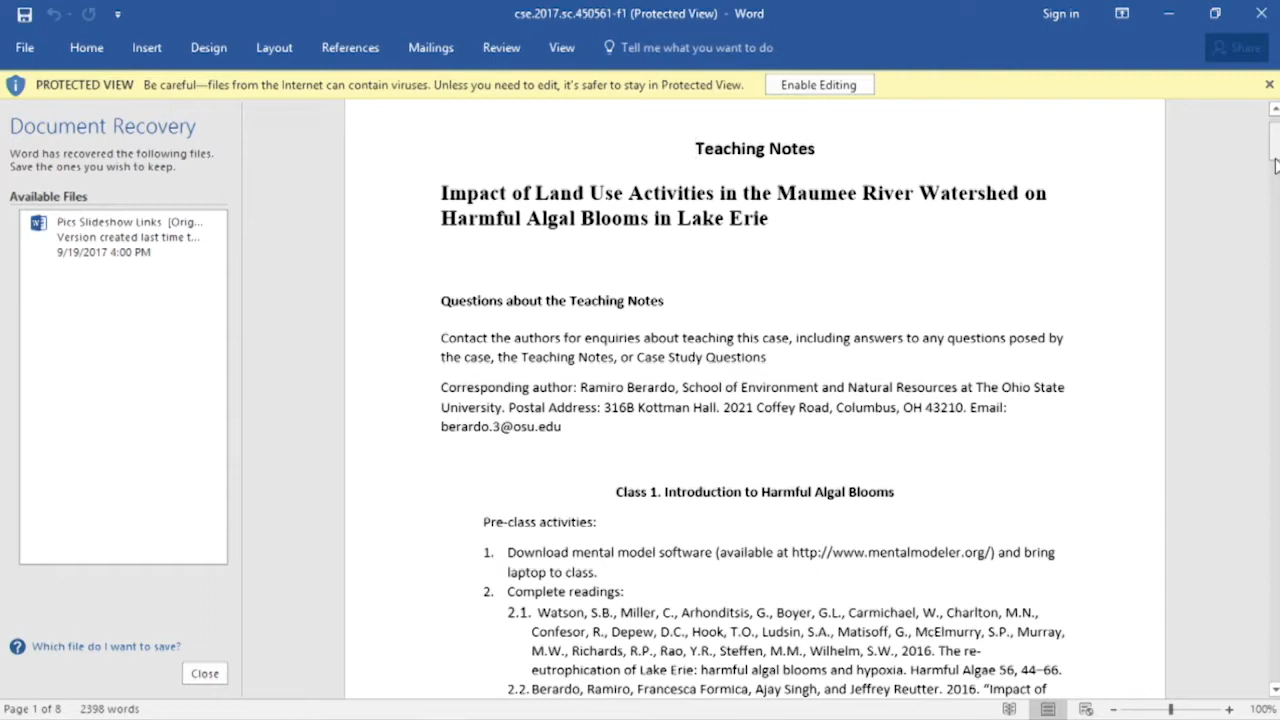 cse.2017.sc.450561-f1 (Protected View) - Word
Sign in
File Home Insert Design Layout References Mailings Review View Tell me what you want to do Share
PROTECTED VIEW Be careful—files from the Internet can contain viruses. Unless you need to edit, it's safer to stay in Protected View. Enable Editing
Document Recovery
Word has recovered the following files.
Save the ones you wish to keep.
Available Files
Pics Slideshow Links [Orig...
Version created last time t...
9/19/2017 4:00 PM
Which file do I want to save?
Close
Teaching Notes
Impact of Land Use Activities in the Maumee River Watershed on
Harmful Algal Blooms in Lake Erie
Questions about the Teaching Notes
Contact the authors for enquiries about teaching this case, including answers to any questions posed by
the case, the Teaching Notes, or Case Study Questions
Corresponding author: Ramiro Berardo, School of Environment and Natural Resources at The Ohio State
University. Postal Address: 316B Kottman Hall. 2021 Coffey Road, Columbus, OH 43210. Email:
berardo.3@osu.edu
Class 1. Introduction to Harmful Algal Blooms
Pre-class activities:
1. Download mental model software (available at http://www.mentalmodeler.org/) and bring
laptop to class.
2. Complete readings:
2.1. Watson, S.B., Miller, C., Arhonditsis, G., Boyer, G.L., Carmichael, W., Charlton, M.N.,
Confesor, R., Depew, D.C., Hook, T.O., Ludsin, S.A., Matisoff, G., McElmurry, S.P., Murray,
M.W., Richards, R.P., Rao, Y.R., Steffen, M.M., Wilhelm, S.W., 2016. The re-
eutrophication of Lake Erie: harmful algal blooms and hypoxia. Harmful Algae 56, 44–66.
2.2. Berardo, Ramiro, Francesca Formica, Ajay Singh, and Jeffrey Reutter. 2016. “Impact of
Page 1 of 8 2398 words
100%